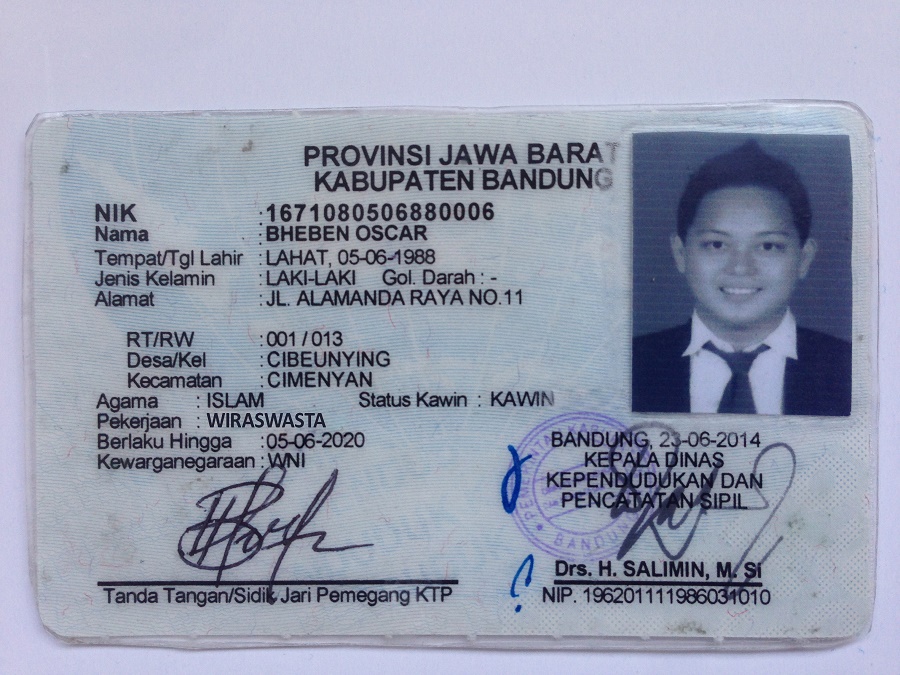 PROVINSI JAWA BARAT
KABUPATEN BANDUNG
NIK : 1671080506880006
Nama : BHEBEN OSCAR
Tempat/Tgl Lahir : LAHAT, 05-06-1988
Jenis Kelamin : LAKI-LAKI Gol. Darah : -
Alamat : JL. ALAMANDA RAYA NO.11
RT/RW : 001 / 013
Desa/Kel : CIBEUNYING
Kecamatan : CIMENYAN
Agama : ISLAM Status Kawin : KAWIN
Pekerjaan : WIRASWASTA
Berlaku Hingga : 05-06-2020
Kewarganegaraan : WNI
Tanda Tangan/Sidik Jari Pemegang KTP
BANDUNG, 23-06-2014
KEPALA DINAS
KEPENDUDUKAN DAN
PENCATATAN SIPIL
BANDUNG
Drs. H. SALIMIN, M. Si
NIP. 196201111986031010